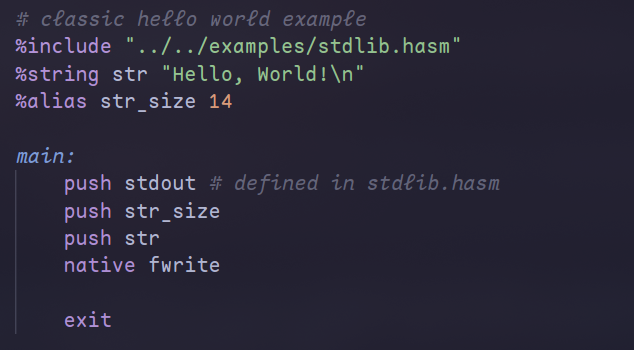 # classic hello world example
%include "../../examples/stdlib.hasm"
%string str "Hello, World!\n"
%alias str_size 14
main:
push stdout # defined in stdlib.hasm
push str_size
push str
native fwrite
exit